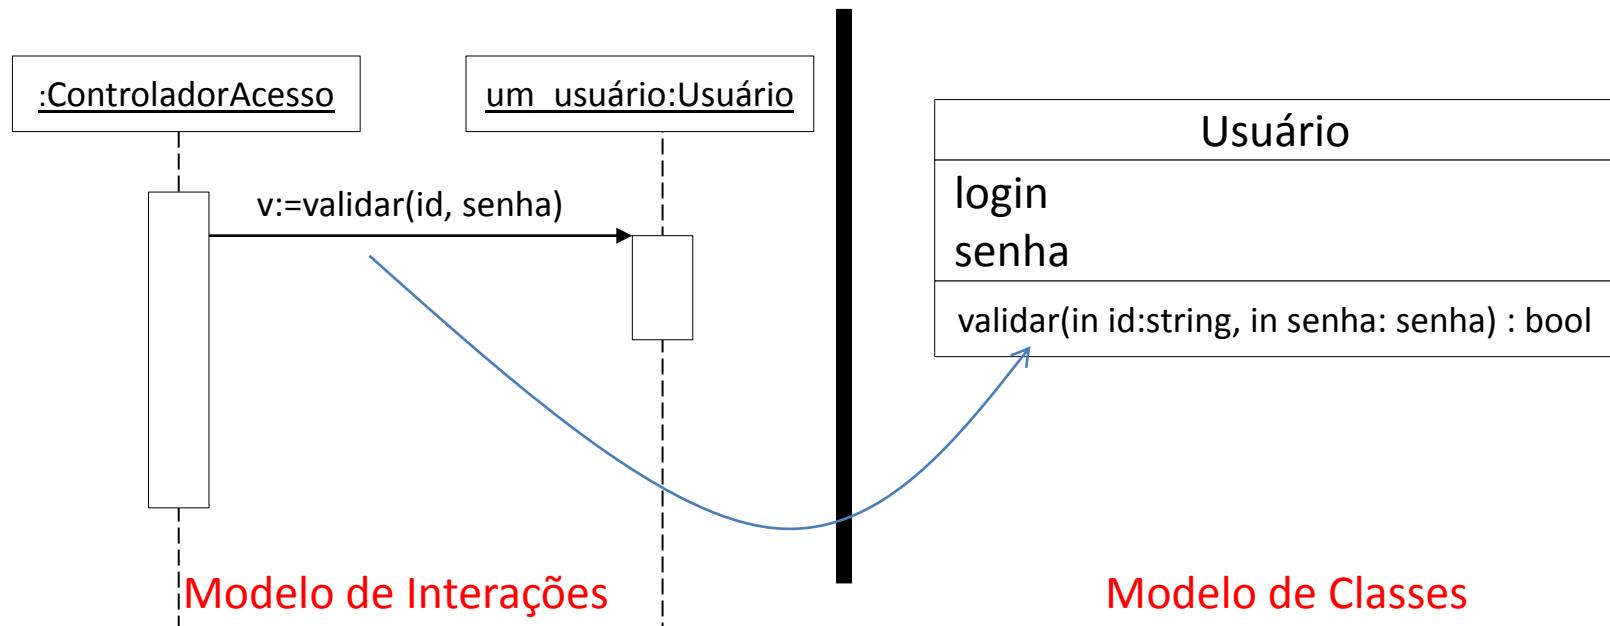 :ControladorAcesso
um_usuário:Usuário
v:=validar(id, senha)
Modelo de Interações
Usuário
login
senha
validar(in id:string, in senha: senha) : bool
Modelo de Classes